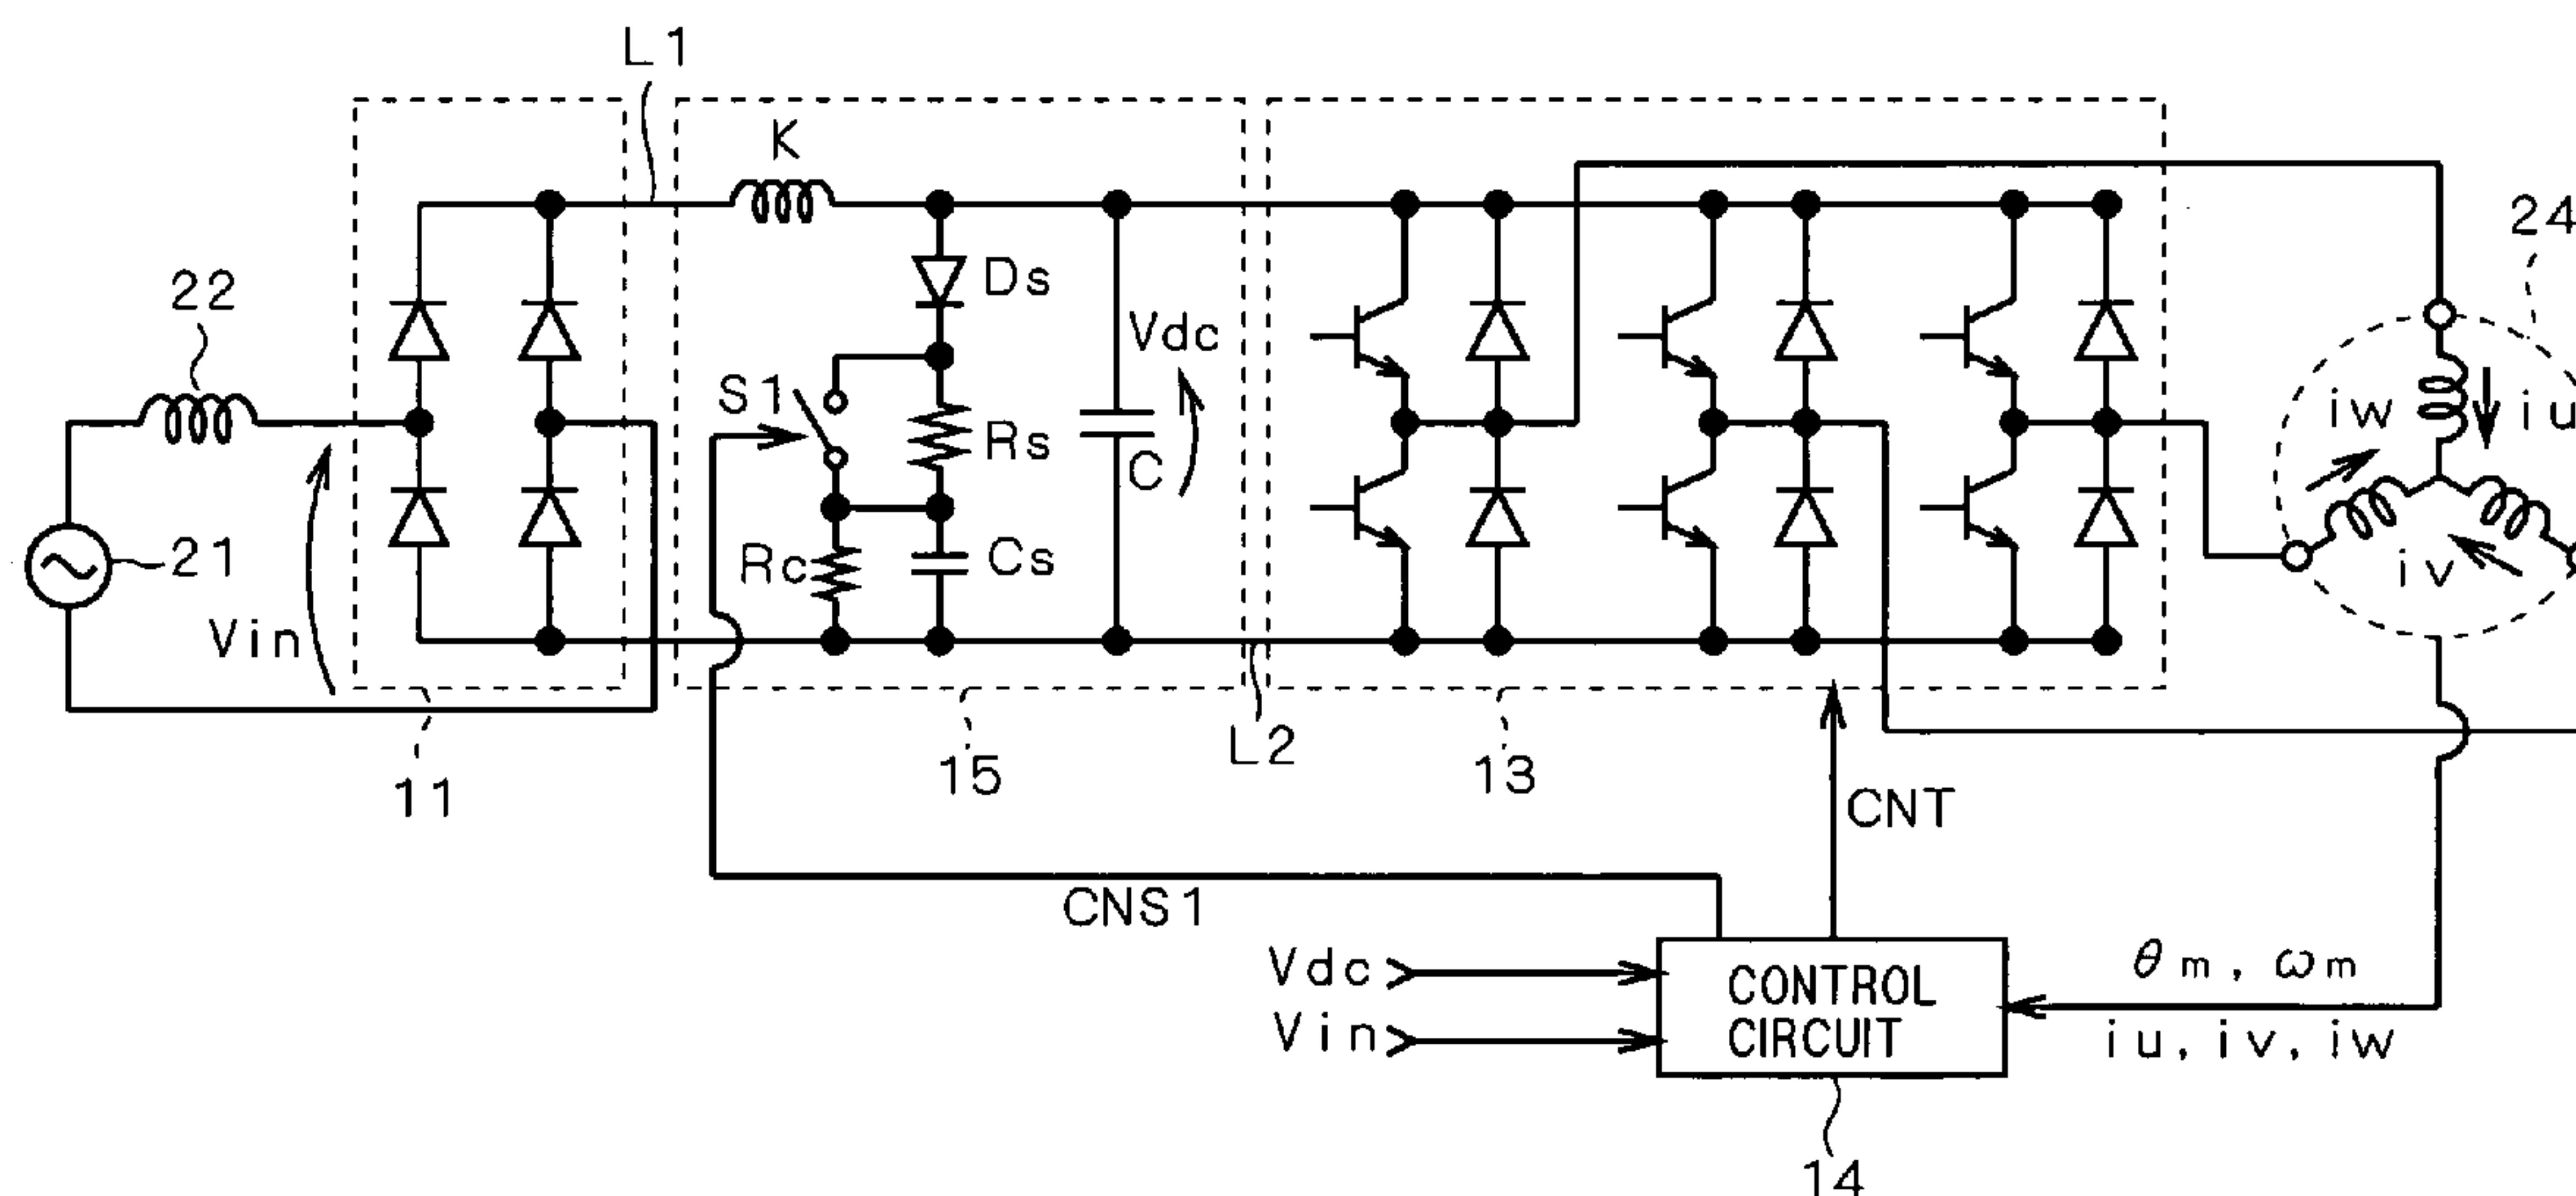 L1
K
24
22
Ds
Vdc
S1
iw
iu
Rs
C
21
Rc
Cs
iv
Vin
L2
11
15
13
CNT
CNS1
Vdc
CONTROL
CIRCUIT
θm, ωm
Vin
iu, iv, iw
14